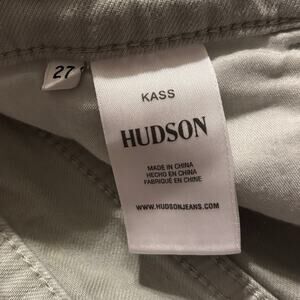 27
KASS
HUDSON
MADE IN CHINA
HECHO EN CHINA
FABRIQUÉ EN CHINE
WWW.HUDSONJEANS.COM